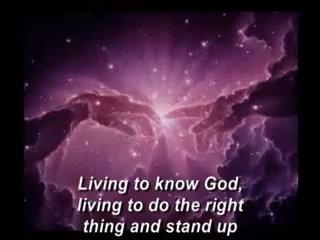 Living to know God,
living to do the right
thing and stand up